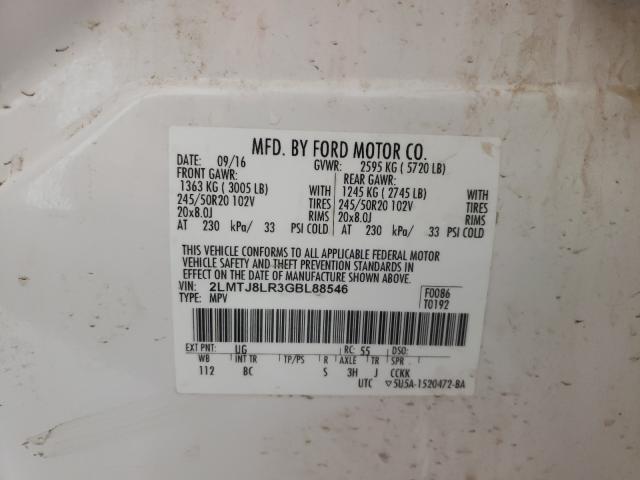 MFD. BY FORD MOTOR CO.
DATE: 09/16 GVWR: 2595 KG ( 5720 LB)
FRONT GAWR: REAR GAWR:
1363 KG ( 3005 LB) WITH 1245 KG ( 2745 LB) WITH
245/50R20 102V TIRES 245/50R20 102V TIRES
20x8.0J RIMS 20x8.0J RIMS
AT 230 kPa/ 33 PSI COLD AT 230 kPa/ 33 PSI COLD
THIS VEHICLE CONFORMS TO ALL APPLICABLE FEDERAL MOTOR
VEHICLE SAFETY AND THEFT PREVENTION STANDARDS IN
EFFECT ON THE DATE OF MANUFACTURE SHOWN ABOVE.
VIN: 2LMTJ8LR3GBL88546 F0086
TYPE: MPV T0192
EXT PNT: UG RC: 55 DSO:
WB INT TR TP/PS R AXLE TR SPR
112 BC S 3H J CCKK
UTC ▽5U5A-1520472-BA